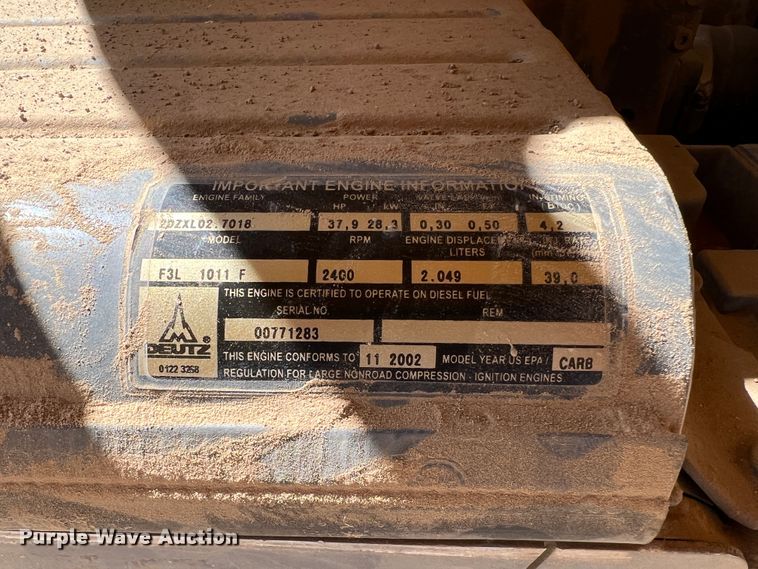 IMPORTANT ENGINE INFORMATION
ENGINE FAMILY POWER
HP kW
2DZXL02.7018 37,9 28,3 0,30 0,50 4,2
MODEL RPM ENGINE DISPLACEMENT
LITERS
F3L 1011 F 2400 2.049 39,0
THIS ENGINE IS CERTIFIED TO OPERATE ON DIESEL FUEL
SERIAL NO. REM
00771283
DEUTZ ®
THIS ENGINE CONFORMS TO 11 2002 MODEL YEAR US EPA / CARB
0122 3268
REGULATION FOR LARGE NONROAD COMPRESSION - IGNITION ENGINES
Purple Wave Auction